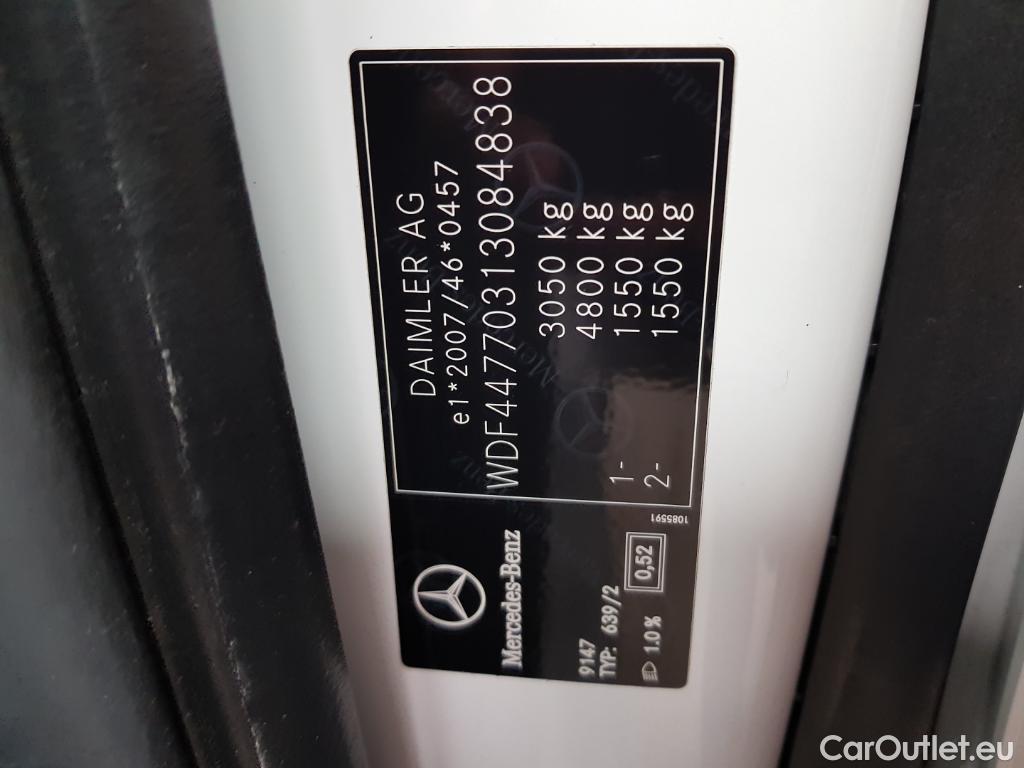 DAIMLER AG
e1*2007/46*0457
WDF44770313084838
3050 kg
4800 kg
1- 1550 kg
2- 1550 kg
Mercedes-Benz
9147
TYP: 639/2
1.0%
0,52
1085591
CarOutlet.eu